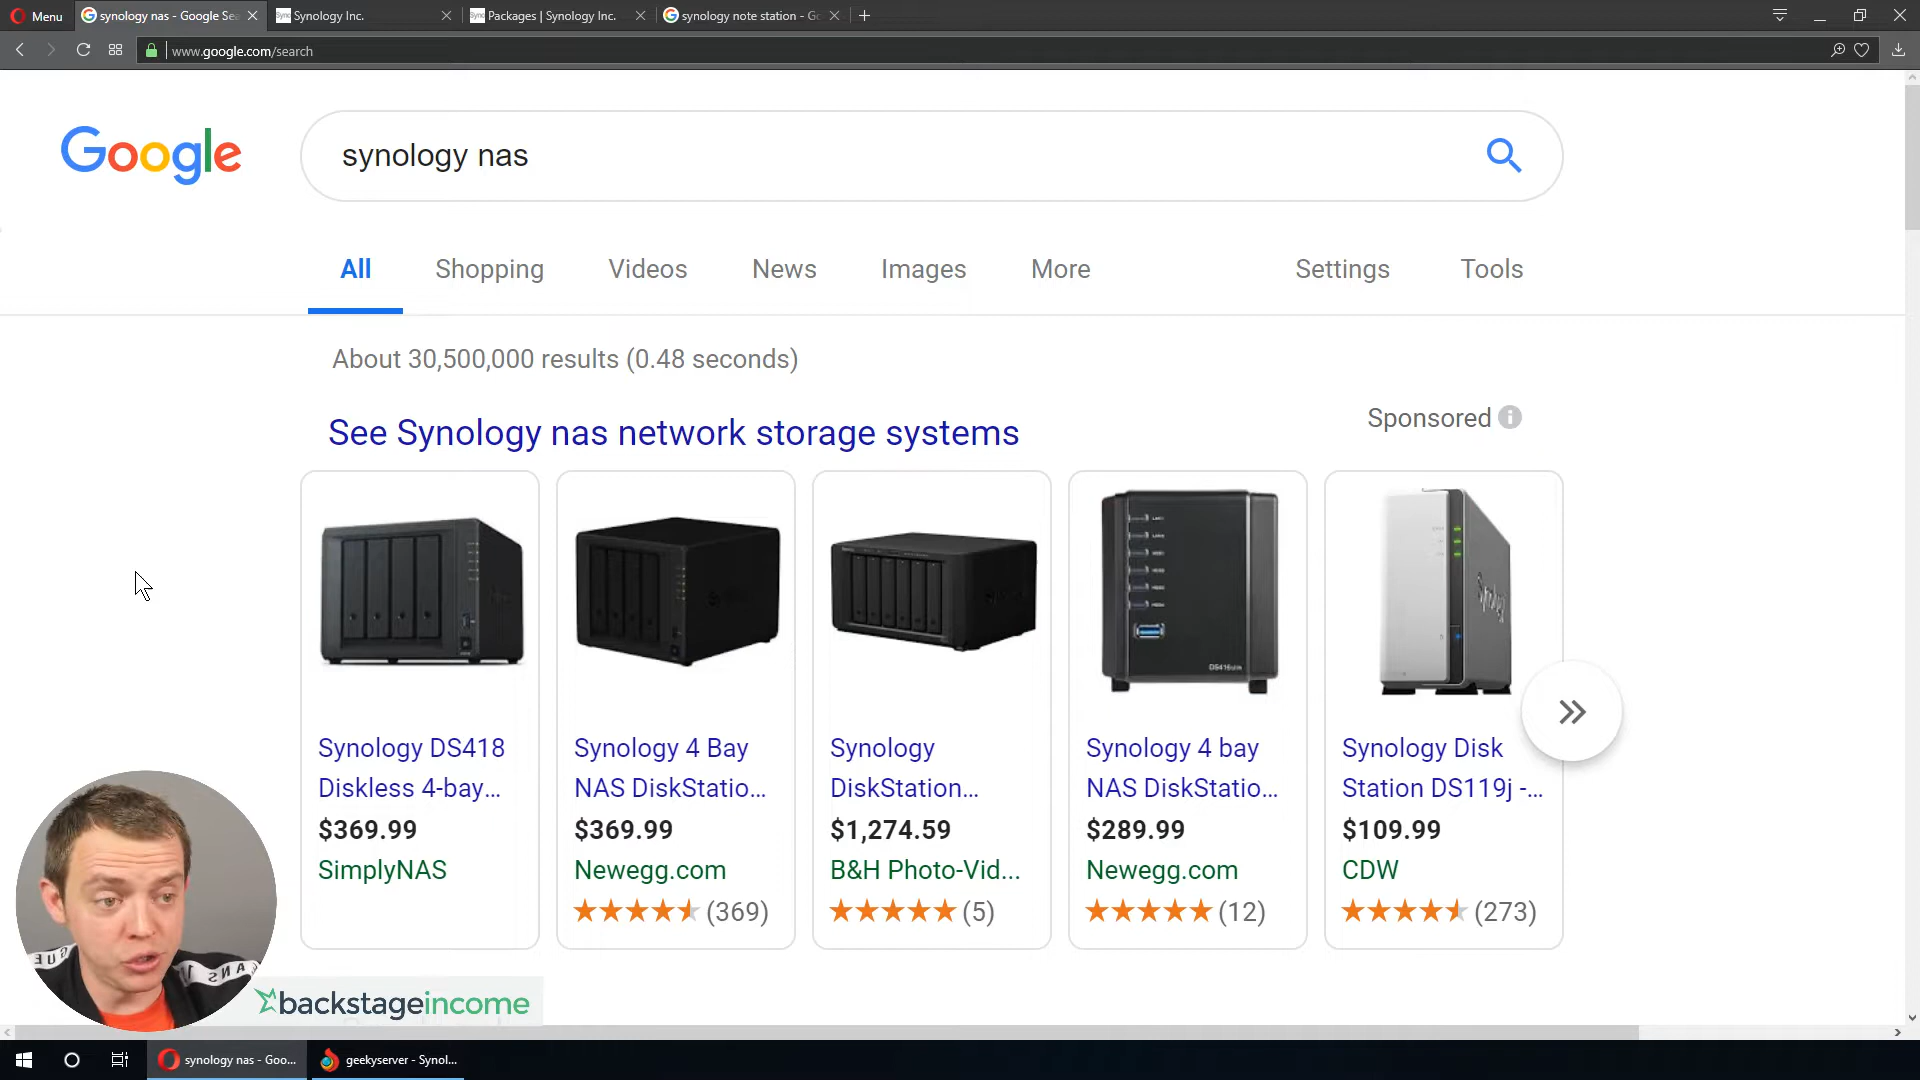 Menu
synology nas - Google Sea
Synology Inc.
Packages | Synology Inc.
synology note station - Go
www.google.com/search
Google
synology nas
All
Shopping
Videos
News
Images
More
Settings
Tools
About 30,500,000 results (0.48 seconds)
See Synology nas network storage systems
Sponsored
Synology DS418
Diskless 4-bay...
$369.99
SimplyNAS
Synology 4 Bay
NAS DiskStatio...
$369.99
Newegg.com
(369)
Synology
DiskStation...
$1,274.59
B&H Photo-Vid...
(5)
DS416slim
Synology 4 bay
NAS DiskStatio...
$289.99
Newegg.com
(12)
Synology
Synology Disk
Station DS119j -...
$109.99
CDW
(273)
backstageincome
synology nas - Goo...
geekyserver - Synol...